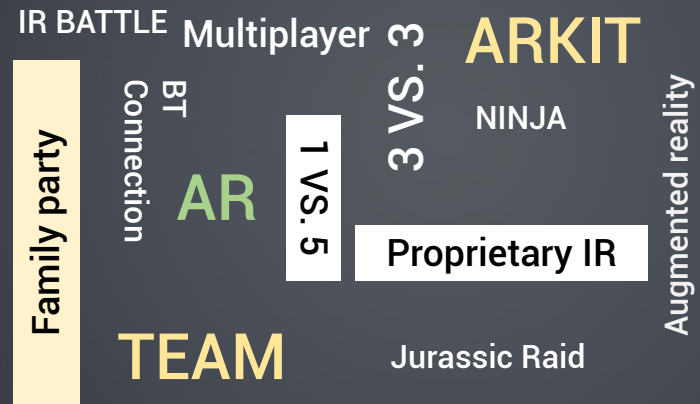 IR BATTLE
Multiplayer
3 VS. 3
ARKIT
Family party
BT
Connection
AR
1 VS. 5
NINJA
Augmented reality
Proprietary IR
TEAM
Jurassic Raid